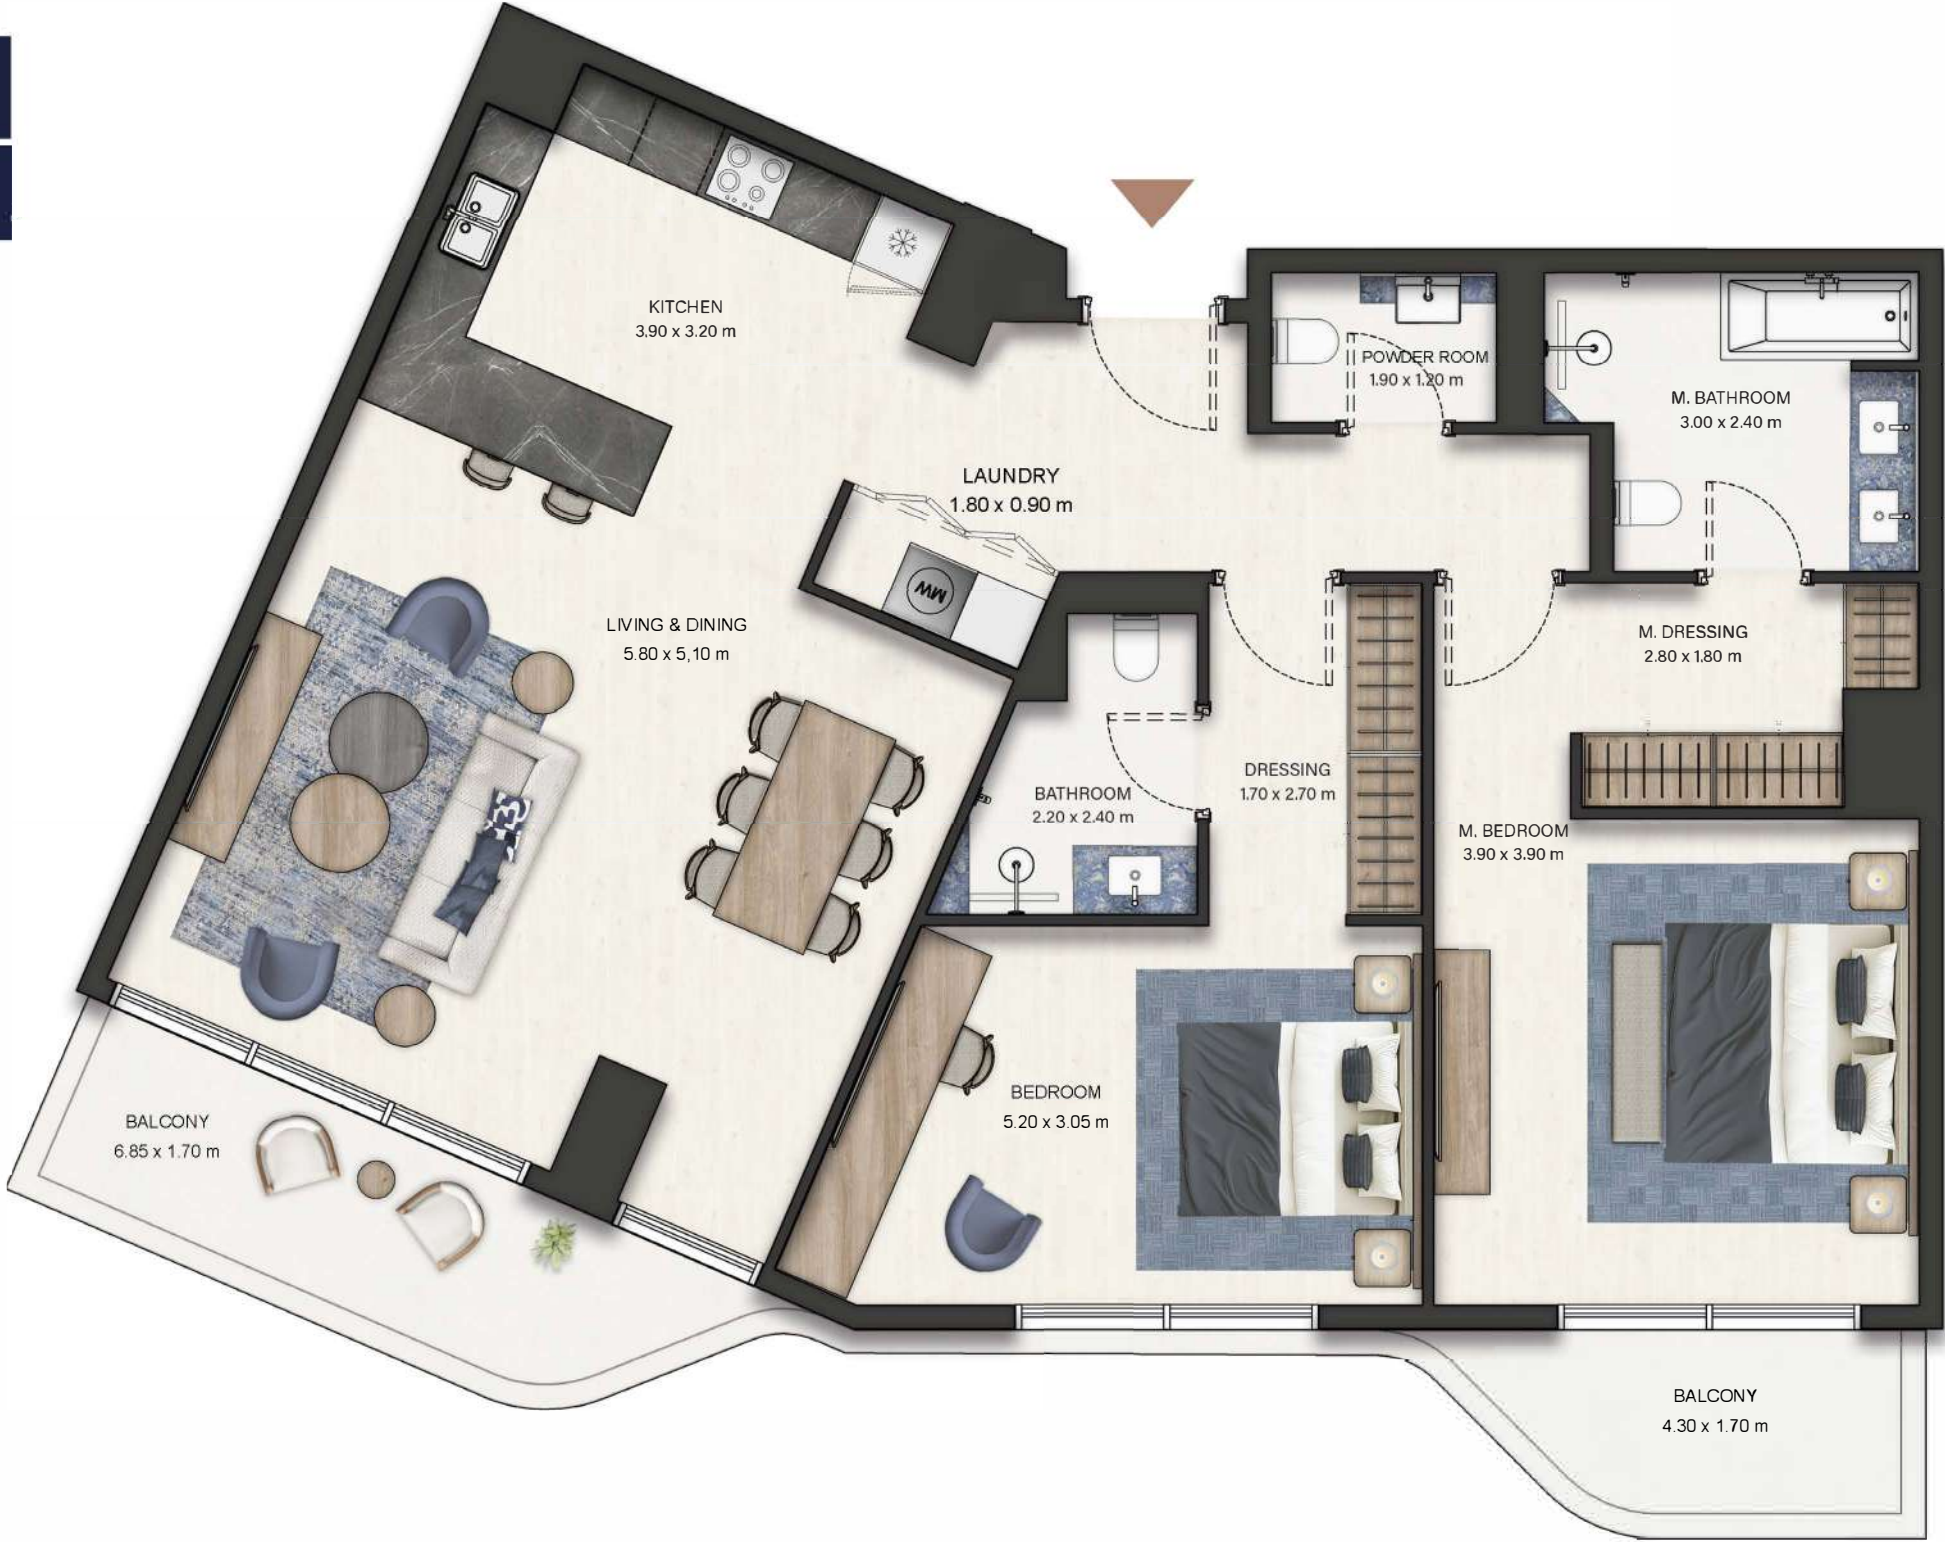 KITCHEN
3.90 x 3.20 m
POWDER ROOM
1.90 x 1.20 m
M. BATHROOM
3.00 x 2.40 m
LAUNDRY
1.80 x 0.90 m
MW
LIVING & DINING
5.80 x 5,10 m
M. DRESSING
2.80 x 1.80 m
DRESSING
1.70 x 2.70 m
BATHROOM
2.20 x 2.40 m
M. BEDROOM
3.90 x 3.90 m
BEDROOM
5.20 x 3.05 m
BALCONY
6.85 x 1.70 m
BALCONY
4.30 x 1.70 m